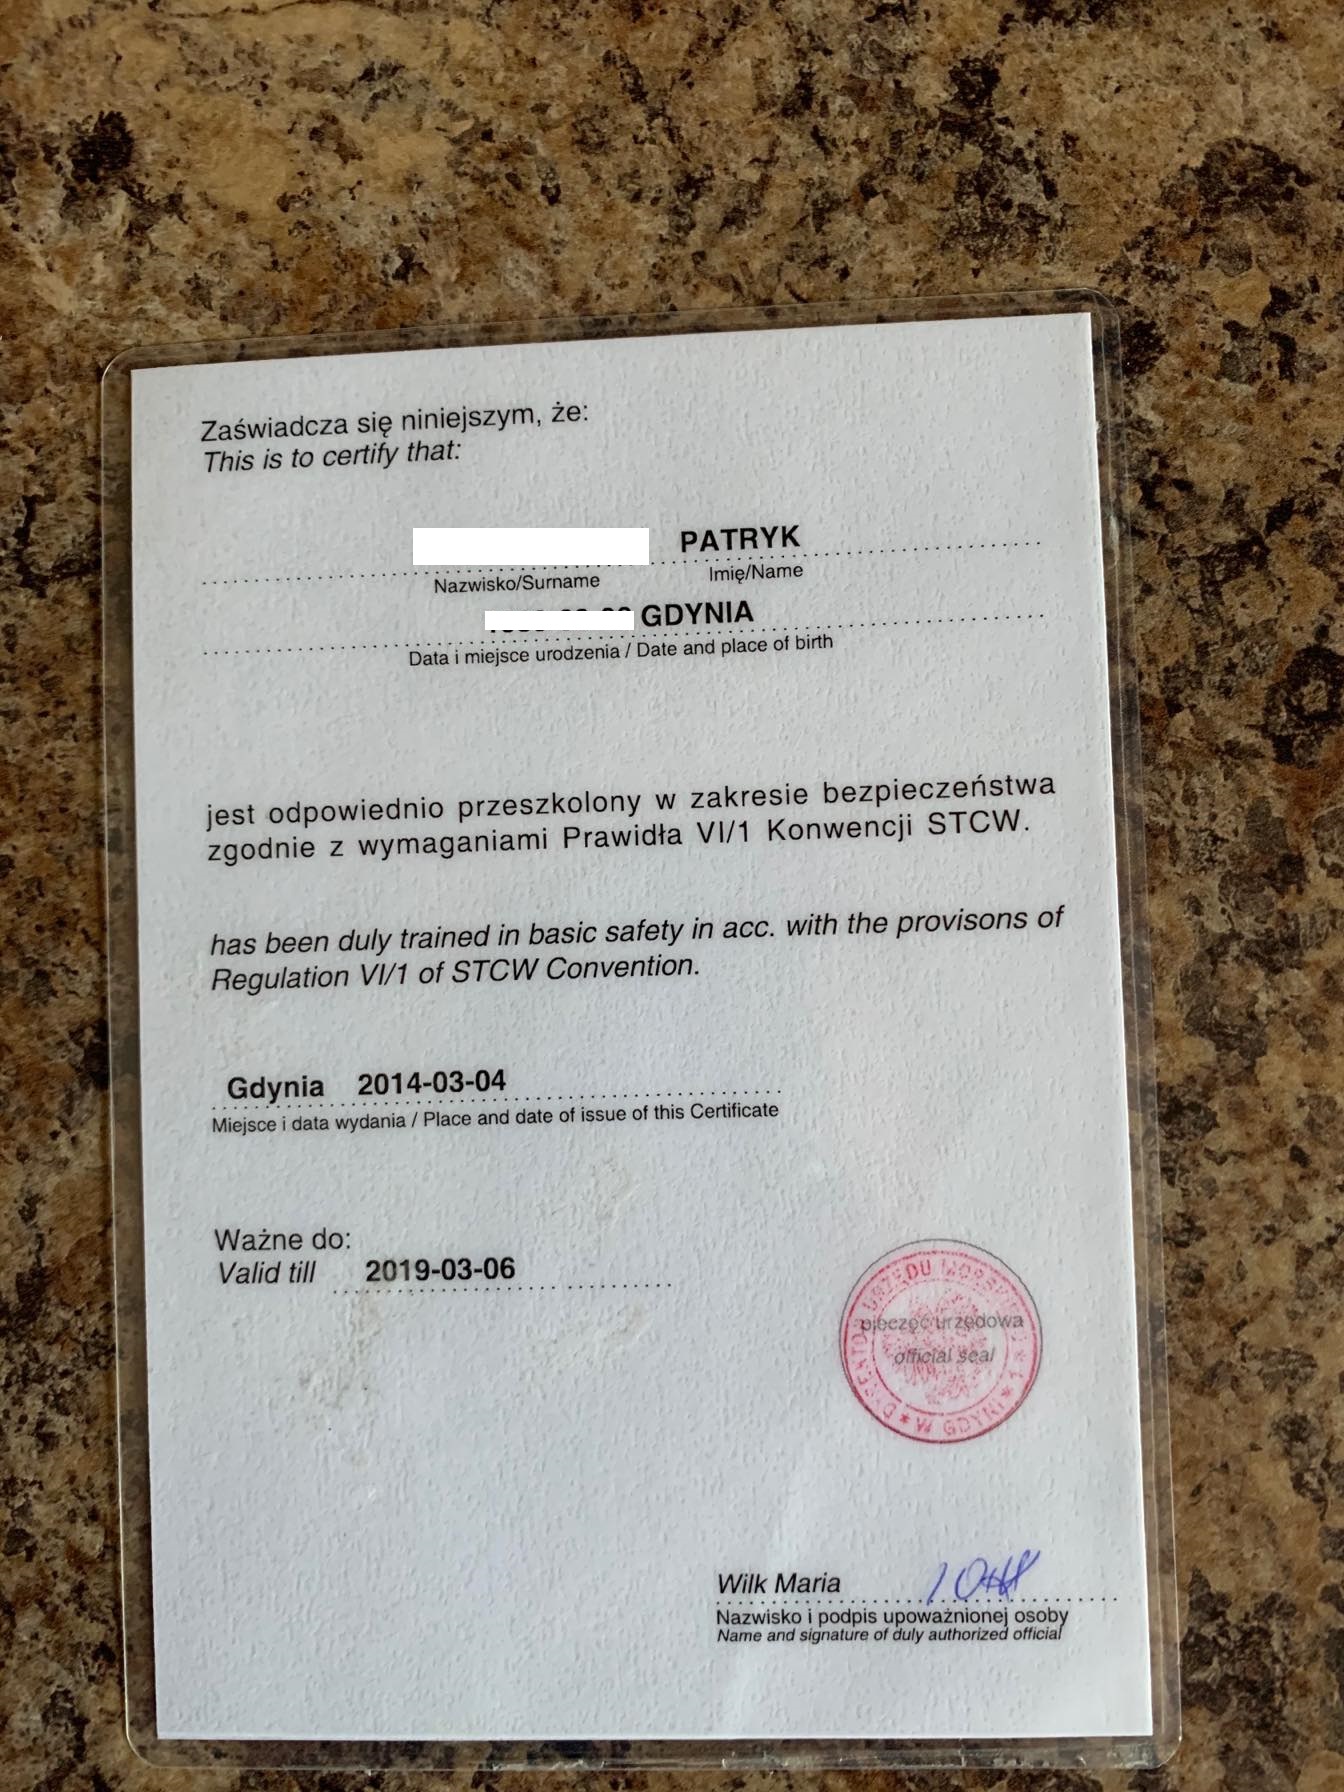 Zaświadcza się niniejszym, że:
This is to certify that:
PATRYK
Nazwisko/Surname Imię/Name
GDYNIA
Data i miejsce urodzenia / Date and place of birth
jest odpowiednio przeszkolony w zakresie bezpieczeństwa
zgodnie z wymaganiami Prawidła VI/1 Konwencji STCW.
has been duly trained in basic safety in acc. with the provisons of
Regulation VI/1 of STCW Convention.
Gdynia 2014-03-04
Miejsce i data wydania / Place and date of issue of this Certificate
Ważne do:
Valid till 2019-03-06
URZĘDU MORSKIEGO
pieczęć urzędowa
official seal
W GDYNI
Wilk Maria
Nazwisko i podpis upoważnionej osoby
Name and signature of duly authorized official